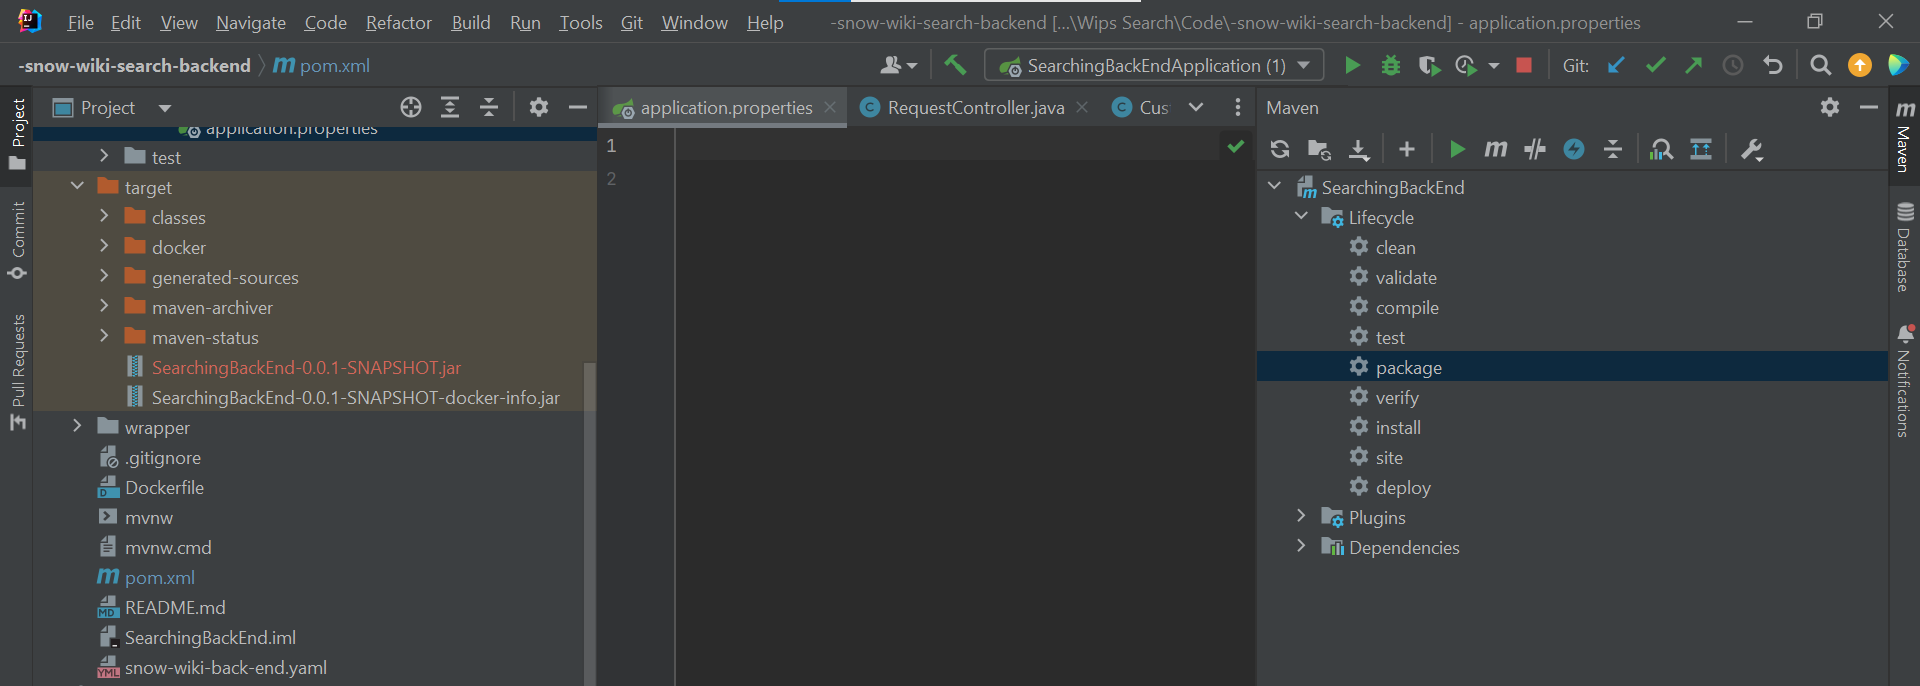 File Edit View Navigate Code Refactor Build Run Tools Git Window Help -snow-wiki-search-backend [...\Wips Search\Code\-snow-wiki-search-backend] - application.properties
-snow-wiki-search-backend pom.xml
SearchingBackEndApplication (1)
Git:
Project
Commit
Pull Requests
Project
application.properties
test
target
classes
docker
generated-sources
maven-archiver
maven-status
SearchingBackEnd-0.0.1-SNAPSHOT.jar
SearchingBackEnd-0.0.1-SNAPSHOT-docker-info.jar
wrapper
.gitignore
Dockerfile
mvnw
mvnw.cmd
pom.xml
README.md
SearchingBackEnd.iml
snow-wiki-back-end.yaml
application.properties RequestController.java Cus
1
2
Maven
SearchingBackEnd
Lifecycle
clean
validate
compile
test
package
verify
install
site
deploy
Plugins
Dependencies
Maven
Database
Notifications